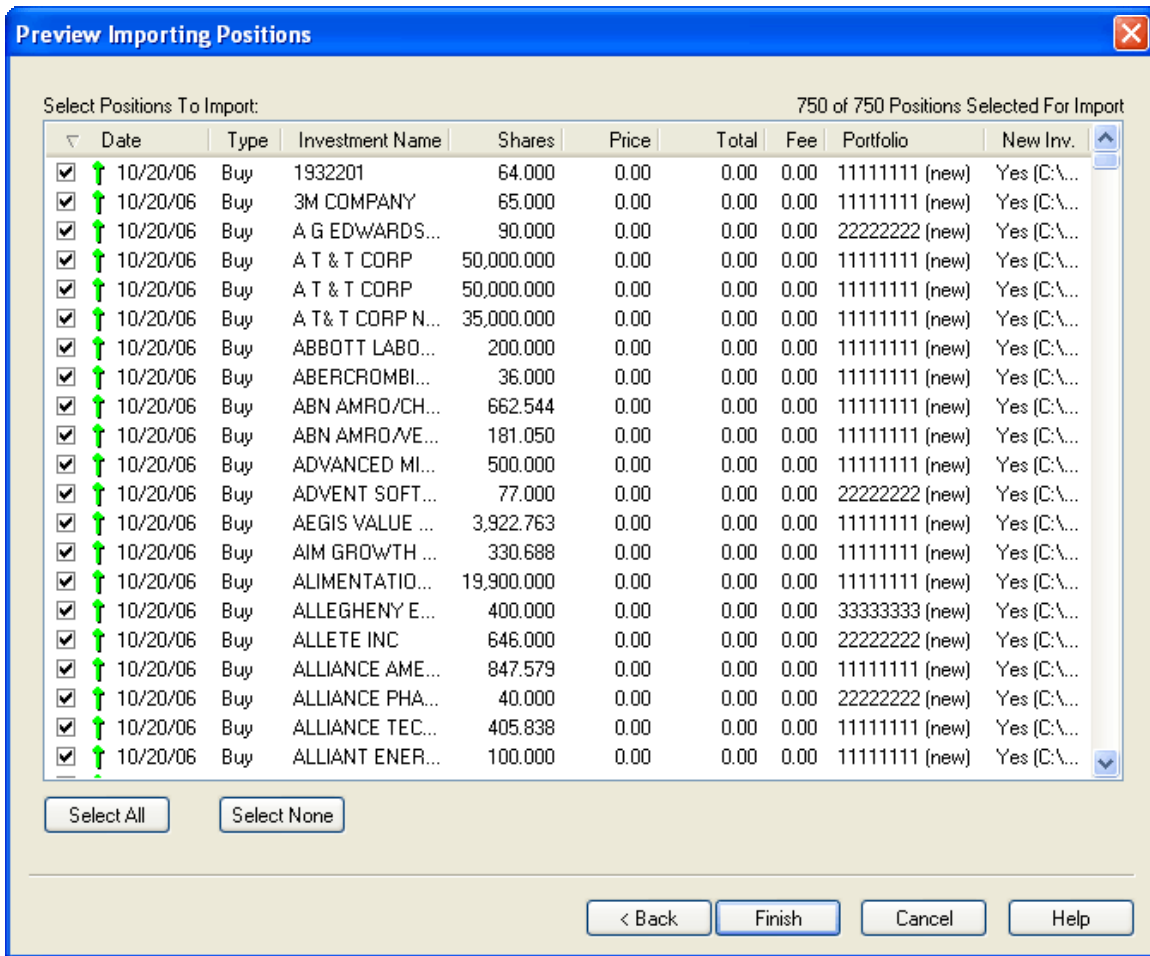 Preview Importing Positions
Select Positions To Import: 750 of 750 Positions Selected For Import
Date Type Investment Name Shares Price Total Fee Portfolio New Inv.
10/20/06 Buy 1932201 64.000 0.00 0.00 0.00 11111111 (new) Yes (C:\...
10/20/06 Buy 3M COMPANY 65.000 0.00 0.00 0.00 11111111 (new) Yes (C:\...
10/20/06 Buy A G EDWARDS... 90.000 0.00 0.00 0.00 22222222 (new) Yes (C:\...
10/20/06 Buy A T & T CORP 50,000.000 0.00 0.00 0.00 11111111 (new) Yes (C:\...
10/20/06 Buy A T & T CORP 50,000.000 0.00 0.00 0.00 11111111 (new) Yes (C:\...
10/20/06 Buy A T& T CORP N... 35,000.000 0.00 0.00 0.00 11111111 (new) Yes (C:\...
10/20/06 Buy ABBOTT LABO... 200.000 0.00 0.00 0.00 11111111 (new) Yes (C:\...
10/20/06 Buy ABERCROMBI... 36.000 0.00 0.00 0.00 11111111 (new) Yes (C:\...
10/20/06 Buy ABN AMRO/CH... 662.544 0.00 0.00 0.00 11111111 (new) Yes (C:\...
10/20/06 Buy ABN AMRO/VE... 181.050 0.00 0.00 0.00 11111111 (new) Yes (C:\...
10/20/06 Buy ADVANCED MI... 500.000 0.00 0.00 0.00 11111111 (new) Yes (C:\...
10/20/06 Buy ADVENT SOFT... 77.000 0.00 0.00 0.00 22222222 (new) Yes (C:\...
10/20/06 Buy AEGIS VALUE ... 3,922.763 0.00 0.00 0.00 11111111 (new) Yes (C:\...
10/20/06 Buy AIM GROWTH ... 330.688 0.00 0.00 0.00 11111111 (new) Yes (C:\...
10/20/06 Buy ALIMENTATIO... 19,900.000 0.00 0.00 0.00 11111111 (new) Yes (C:\...
10/20/06 Buy ALLEGHENY E... 400.000 0.00 0.00 0.00 33333333 (new) Yes (C:\...
10/20/06 Buy ALLETE INC 646.000 0.00 0.00 0.00 22222222 (new) Yes (C:\...
10/20/06 Buy ALLIANCE AME... 847.579 0.00 0.00 0.00 11111111 (new) Yes (C:\...
10/20/06 Buy ALLIANCE PHA... 40.000 0.00 0.00 0.00 22222222 (new) Yes (C:\...
10/20/06 Buy ALLIANCE TEC... 405.838 0.00 0.00 0.00 11111111 (new) Yes (C:\...
10/20/06 Buy ALLIANT ENER... 100.000 0.00 0.00 0.00 11111111 (new) Yes (C:\...
Select All Select None
< Back Finish Cancel Help